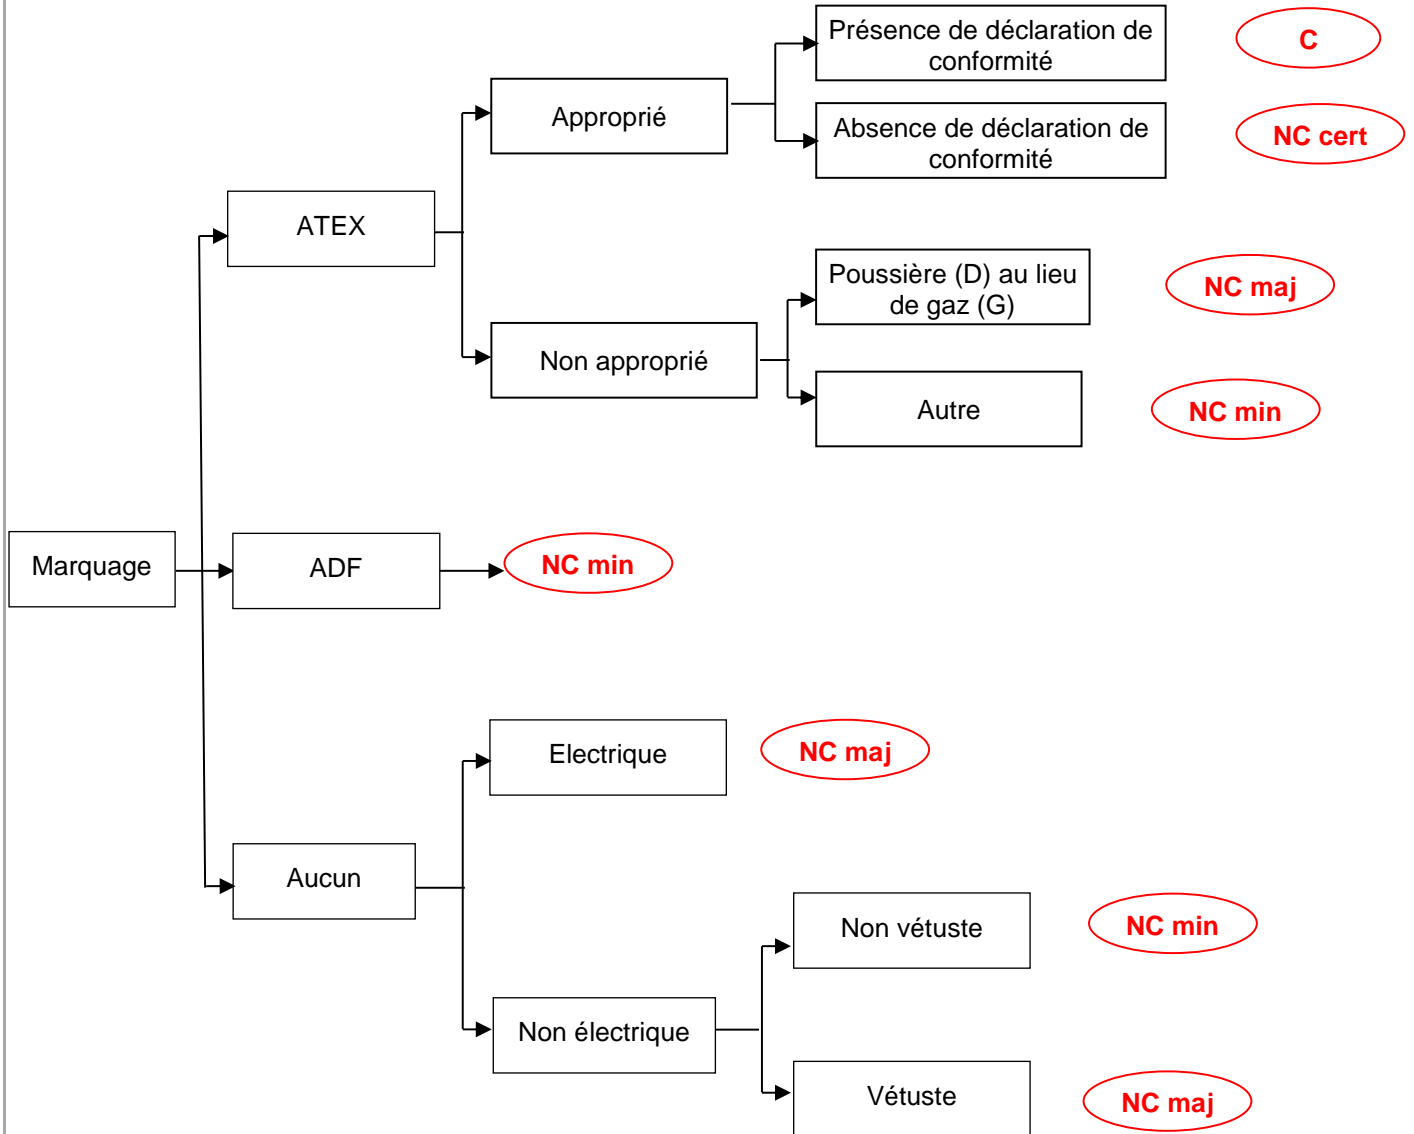 Présence de déclaration de
conformité
C
Approprié
Absence de déclaration de
conformité
NC cert
ATEX
Poussière (D) au lieu
de gaz (G)
NC maj
Non approprié
Autre
NC min
Marquage
ADF
NC min
Electrique
NC maj
Aucun
Non vétuste
NC min
Non électrique
Vétuste
NC maj